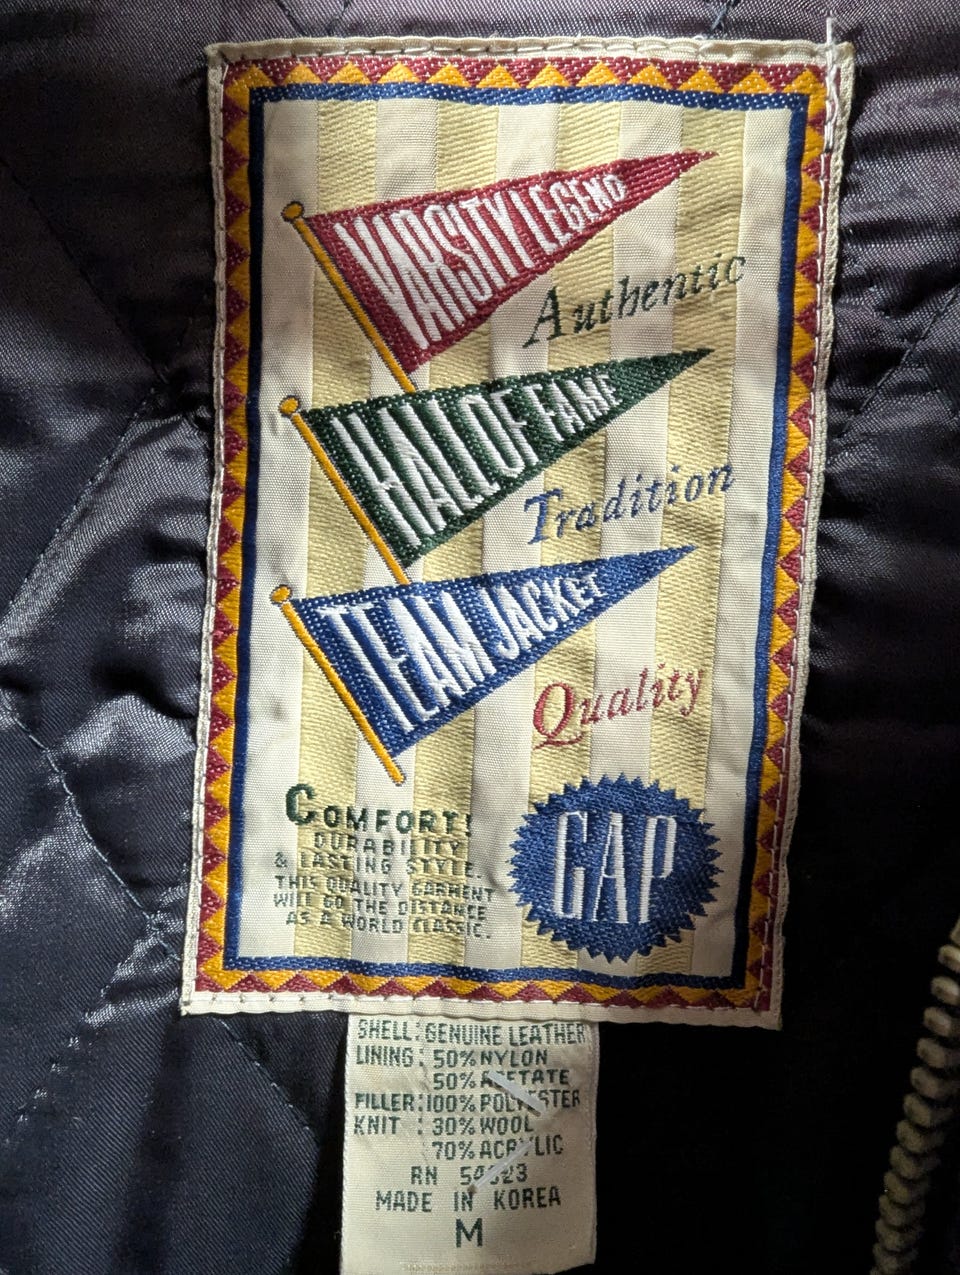 VARSITY LEGEND
Authentic
HALL OF FAME
Tradition
TEAM JACKET
Quality
COMFORT!
DURABILITY
& LASTING STYLE.
THIS QUALITY GARMENT
WILL GO THE DISTANCE
AS A WORLD CLASSIC.
GAP
SHELL: GENUINE LEATHER
LINING: 50% NYLON
50% ACETATE
FILLER: 100% POLYESTER
KNIT : 30% WOOL
70% ACRYLIC
RN
MADE IN KOREA
M